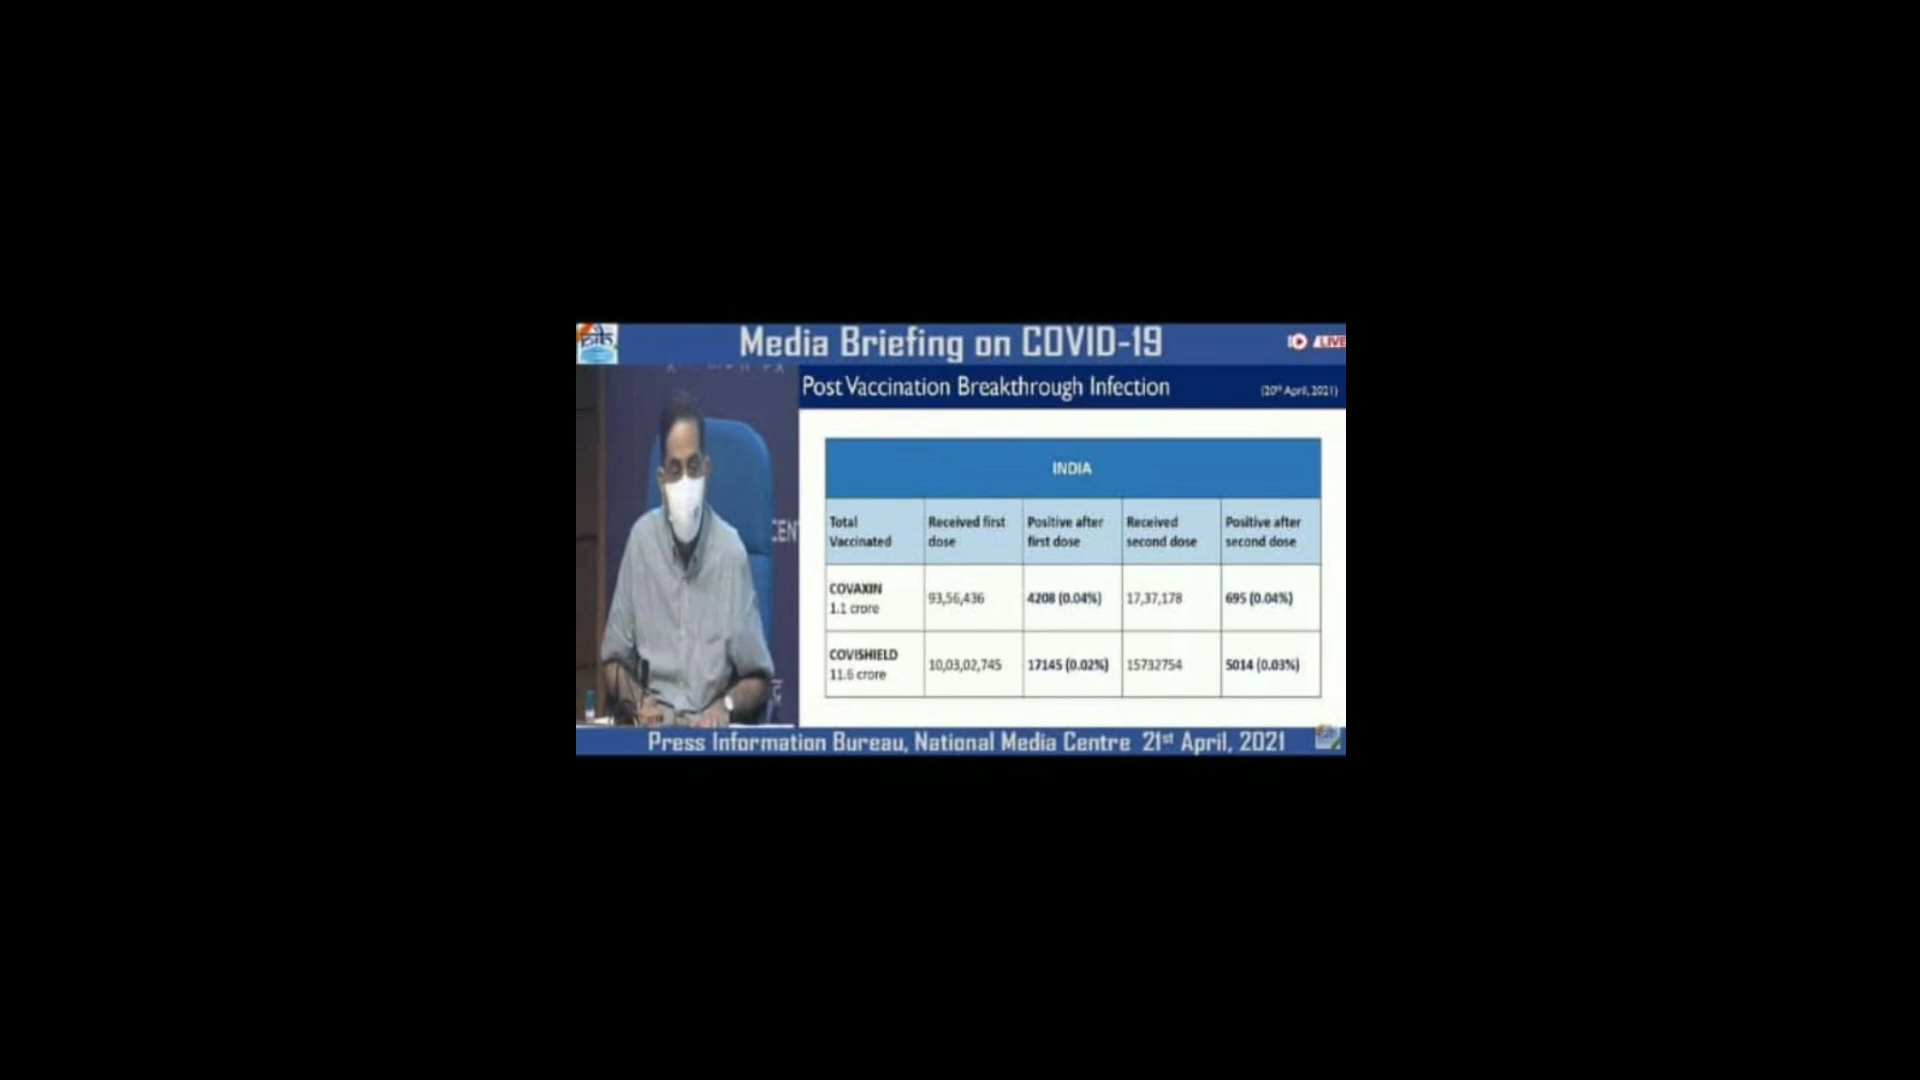 Media Briefing on COVID-19
LIVE
Post Vaccination Breakthrough Infection
(20th April, 2021)
INDIA
Total Vaccinated
Received first dose
Positive after first dose
Received second dose
Positive after second dose
COVAXIN
1.1 crore
93,56,436
4208 (0.04%)
17,37,178
695 (0.04%)
COVISHIELD
11.6 crore
10,03,02,745
17145 (0.02%)
15732754
5014 (0.03%)
CEN
Press Information Bureau, National Media Centre 21st April, 2021